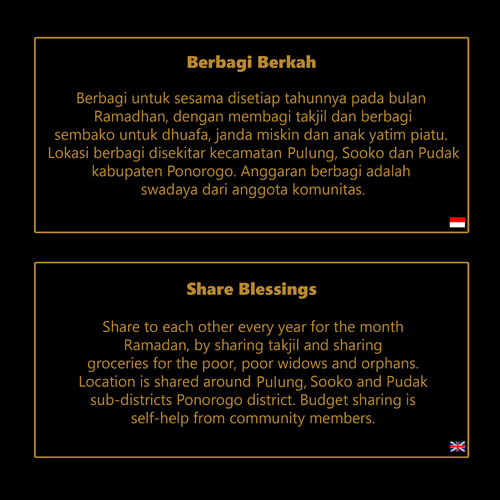 Berbagi Berkah
Berbagi untuk sesama disetiap tahunnya pada bulan
Ramadhan, dengan membagi takjil dan berbagi
sembako untuk dhuafa, janda miskin dan anak yatim piatu.
Lokasi berbagi disekitar kecamatan Pulung, Sooko dan Pudak
kabupaten Ponorogo. Anggaran berbagi adalah
swadaya dari anggota komunitas.
Share Blessings
Share to each other every year for the month
Ramadan, by sharing takjil and sharing
groceries for the poor, poor widows and orphans.
Location is shared around Pulung, Sooko and Pudak
sub-districts Ponorogo district. Budget sharing is
self-help from community members.